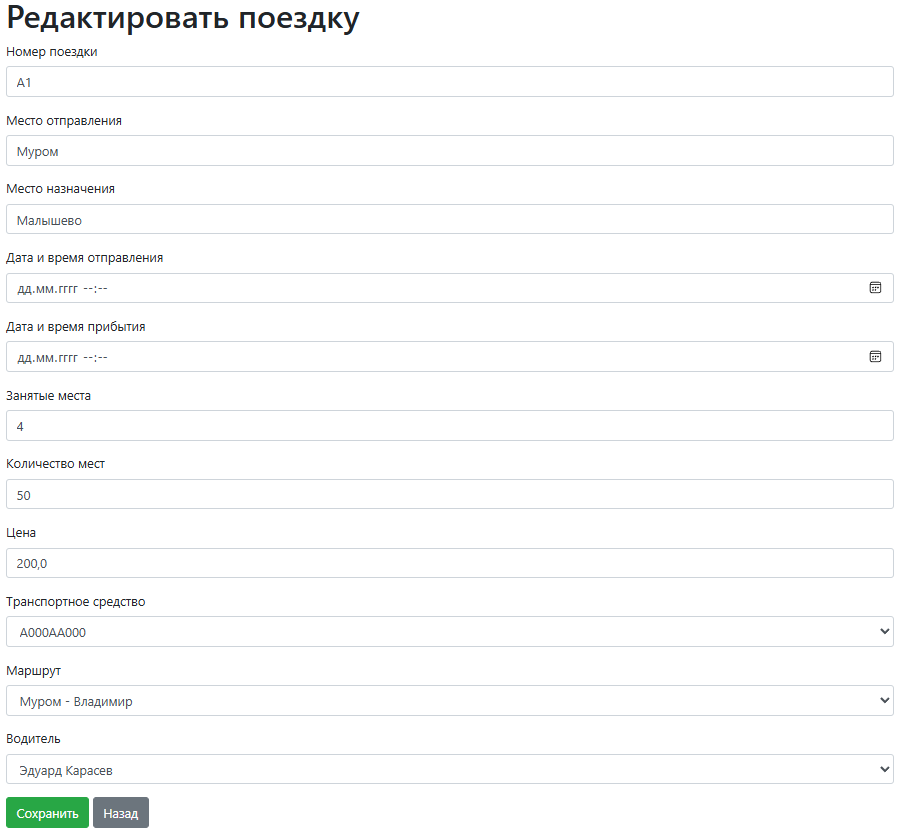 Редактировать поездку
Номер поездки
A1
Место отправления
Муром
Место назначения
Малышево
Дата и время отправления
дд.мм.гггг --:--
Дата и время прибытия
дд.мм.гггг --:--
Занятые места
4
Количество мест
50
Цена
200,0
Транспортное средство
A000AA000
Маршрут
Муром - Владимир
Водитель
Эдуард Карасев
Сохранить Назад